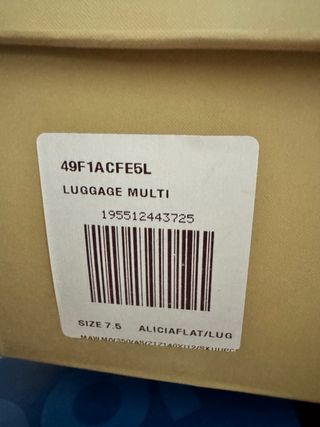 49F1ACFE5L
LUGGAGE MULTI
195512443725
SIZE 7.5 ALICIAFLAT/LUG